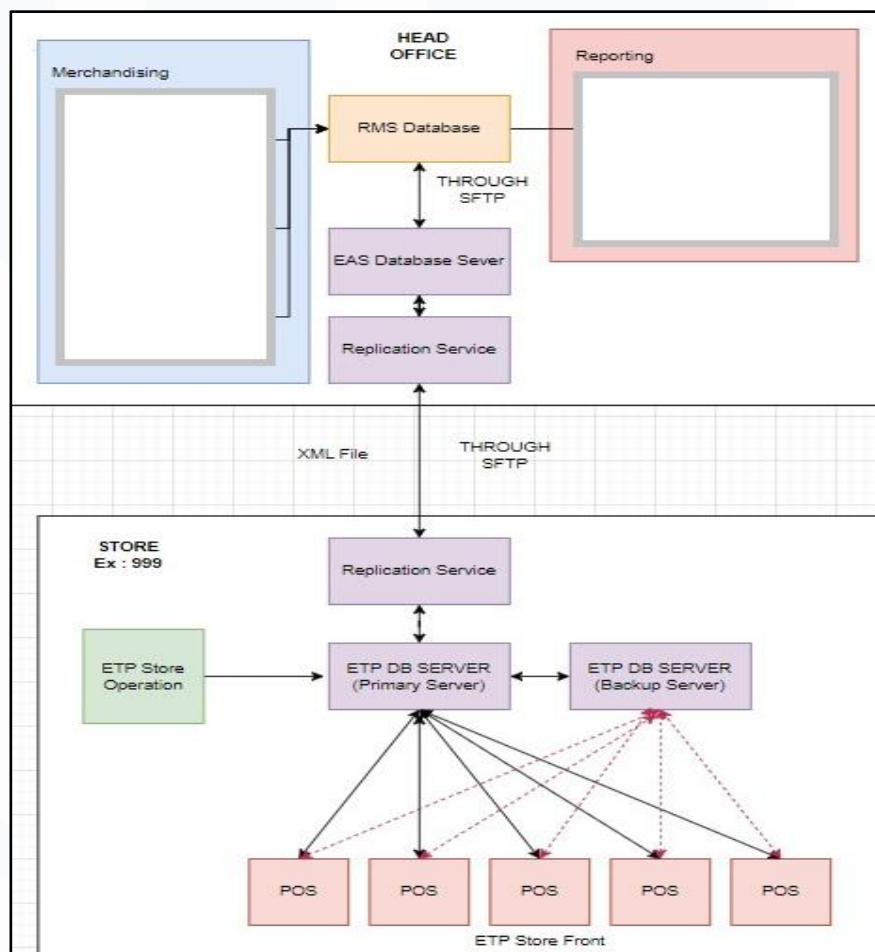 HEAD
OFFICE
Merchandising
Reporting
RMS Database
THROUGH
SFTP
EAS Database Sever
Replication Service
XML File
THROUGH
SFTP
STORE
Ex : 999
Replication Service
ETP Store
Operation
ETP DB SERVER
(Primary Server)
ETP DB SERVER
(Backup Server)
POS
POS
POS
POS
POS
ETP Store Front